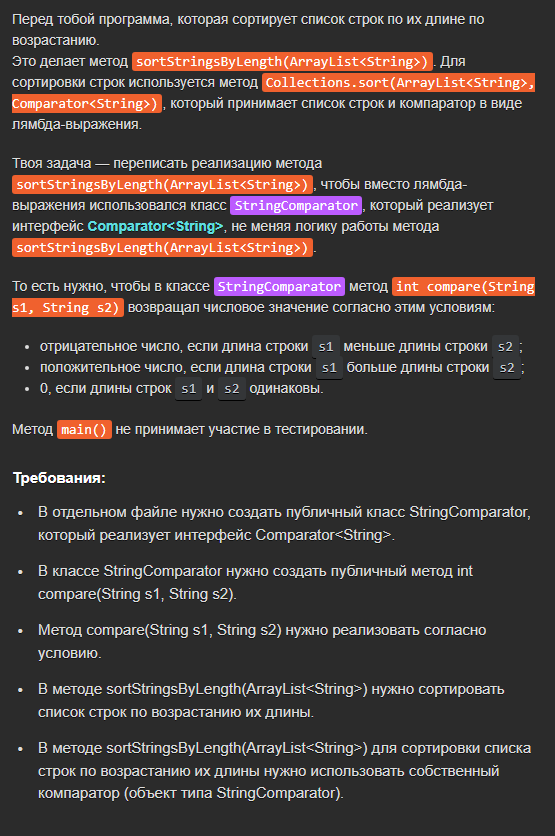 Перед тобой программа, которая сортирует список строк по их длине по
возрастанию.
Это делает метод sortStringsByLength(ArrayList<String>). Для
сортировки строк используется метод Collections.sort(ArrayList<String>,
Comparator<String>), который принимает список строк и компаратор в виде
лямбда-выражения.
Твоя задача — переписать реализацию метода
sortStringsByLength(ArrayList<String>), чтобы вместо лямбда-
выражения использовался класс StringComparator, который реализует
интерфейс Comparator<String>, не меняя логику работы метода
sortStringsByLength(ArrayList<String>).
То есть нужно, чтобы в классе StringComparator метод int compare(String
s1, String s2) возвращал числовое значение согласно этим условиям:
• отрицательное число, если длина строки s1 меньше длины строки s2;
• положительное число, если длина строки s1 больше длины строки s2;
• 0, если длины строк s1 и s2 одинаковы.
Метод main() не принимает участие в тестировании.
Требования:
• В отдельном файле нужно создать публичный класс StringComparator,
который реализует интерфейс Comparator<String>.
• В классе StringComparator нужно создать публичный метод int
compare(String s1, String s2).
• Метод compare(String s1, String s2) нужно реализовать согласно
условию.
• В методе sortStringsByLength(ArrayList<String>) нужно сортировать
список строк по возрастанию их длины.
• В методе sortStringsByLength(ArrayList<String>) для сортировки списка
строк по возрастанию их длины нужно использовать собственный
компаратор (объект типа StringComparator).